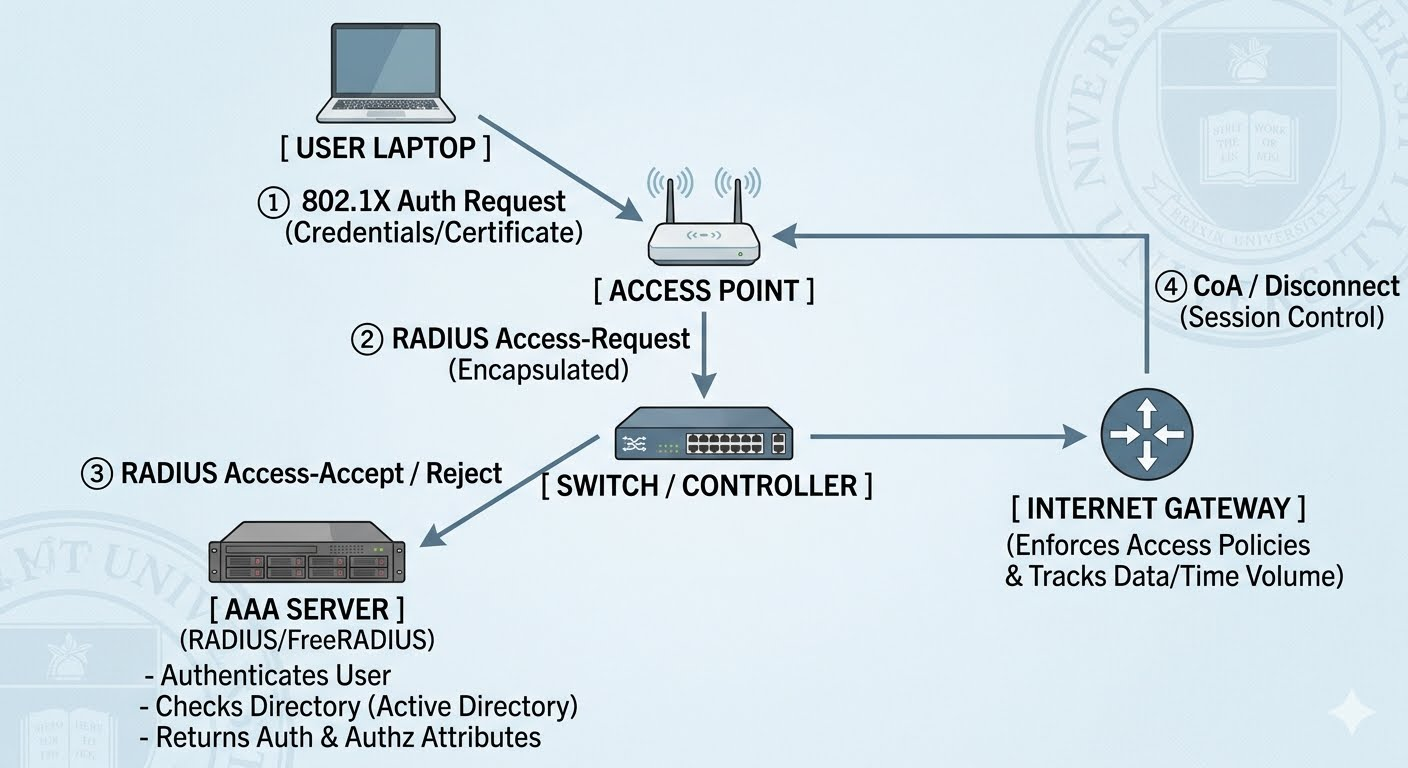 [ USER LAPTOP ]
① 802.1X Auth Request
(Credentials/Certificate)
[ ACCESS POINT ]
② RADIUS Access-Request
(Encapsulated)
④ CoA / Disconnect
(Session Control)
③ RADIUS Access-Accept / Reject
[ SWITCH / CONTROLLER ]
[ INTERNET GATEWAY ]
(Enforces Access Policies
& Tracks Data/Time Volume)
[ AAA SERVER ]
(RADIUS/FreeRADIUS)
- Authenticates User
- Checks Directory (Active Directory)
- Returns Auth & Authz Attributes